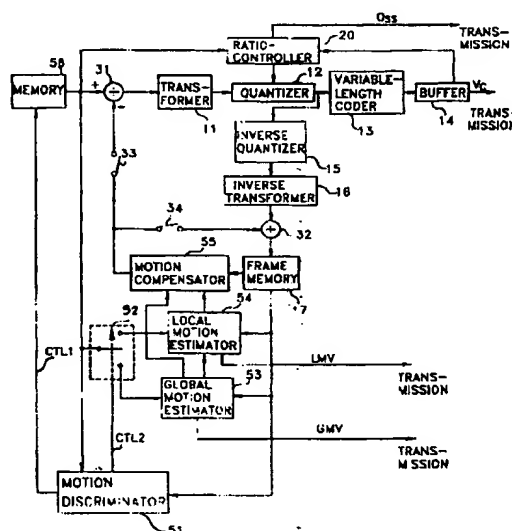 Qss
TRANS-
MISSION
20
RATIO-
CONTROLLER
58
MEMORY
+
31
-
TRANS-
FORMER
11
12
QUANTIZER
VARIABLE-
LENGTH
CODER
13
BUFFER
14
Vc
TRANS-
MISSION
INVERSE
QUANTIZER
15
INVERSE
TRANSFORMER
16
33
34
32
55
MOTION
COMPENSATOR
FRAME
MEMORY
17
52
54
LOCAL
MOTION
ESTIMATOR
LMV
TRANS-
MISSION
53
GLOBAL
MOTION
ESTIMATOR
GMV
TRANS-
MISSION
CTL1
CTL2
MOTION
DISCRIMINATOR
51